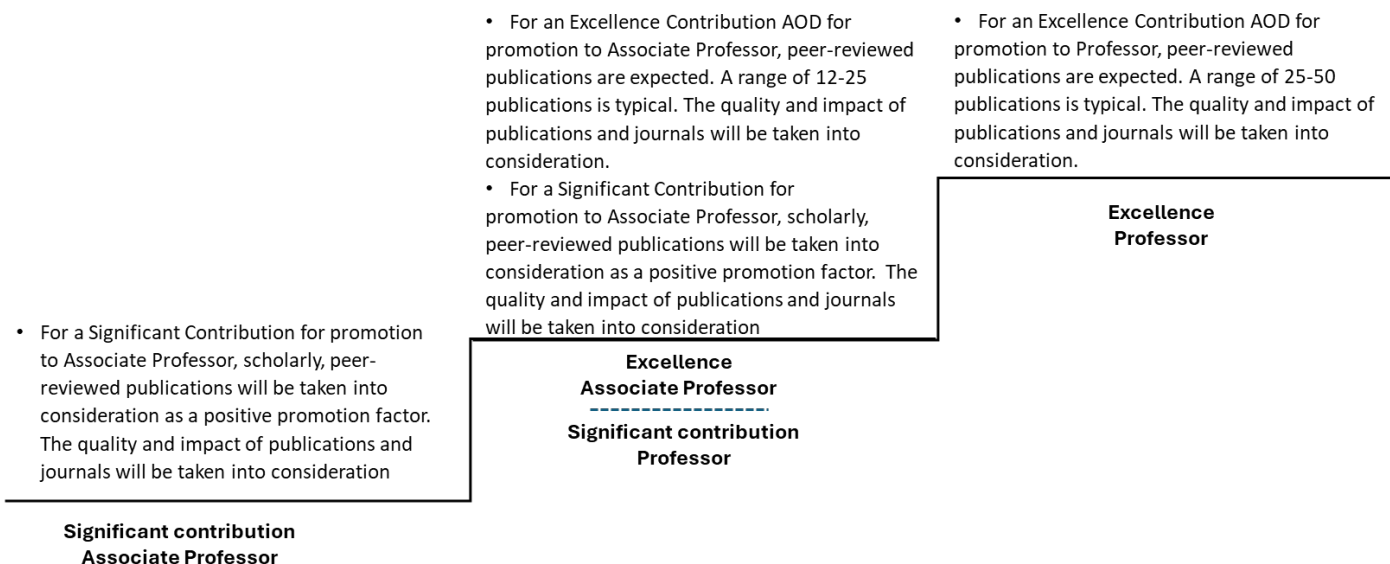 • For a Significant Contribution for promotion
to Associate Professor, scholarly, peer-
reviewed publications will be taken into
consideration as a positive promotion factor.
The quality and impact of publications and
journals will be taken into consideration
Significant contribution
Associate Professor
• For an Excellence Contribution AOD for
promotion to Associate Professor, peer-reviewed
publications are expected. A range of 12-25
publications is typical. The quality and impact of
publications and journals will be taken into
consideration.
• For a Significant Contribution for
promotion to Associate Professor, scholarly,
peer-reviewed publications will be taken into
consideration as a positive promotion factor.  The
quality and impact of publications and journals
will be taken into consideration
Excellence
Associate Professor
Significant contribution
Professor
• For an Excellence Contribution AOD for
promotion to Professor, peer-reviewed
publications are expected. A range of 25-50
publications is typical. The quality and impact of
publications and journals will be taken into
consideration.
Excellence
Professor